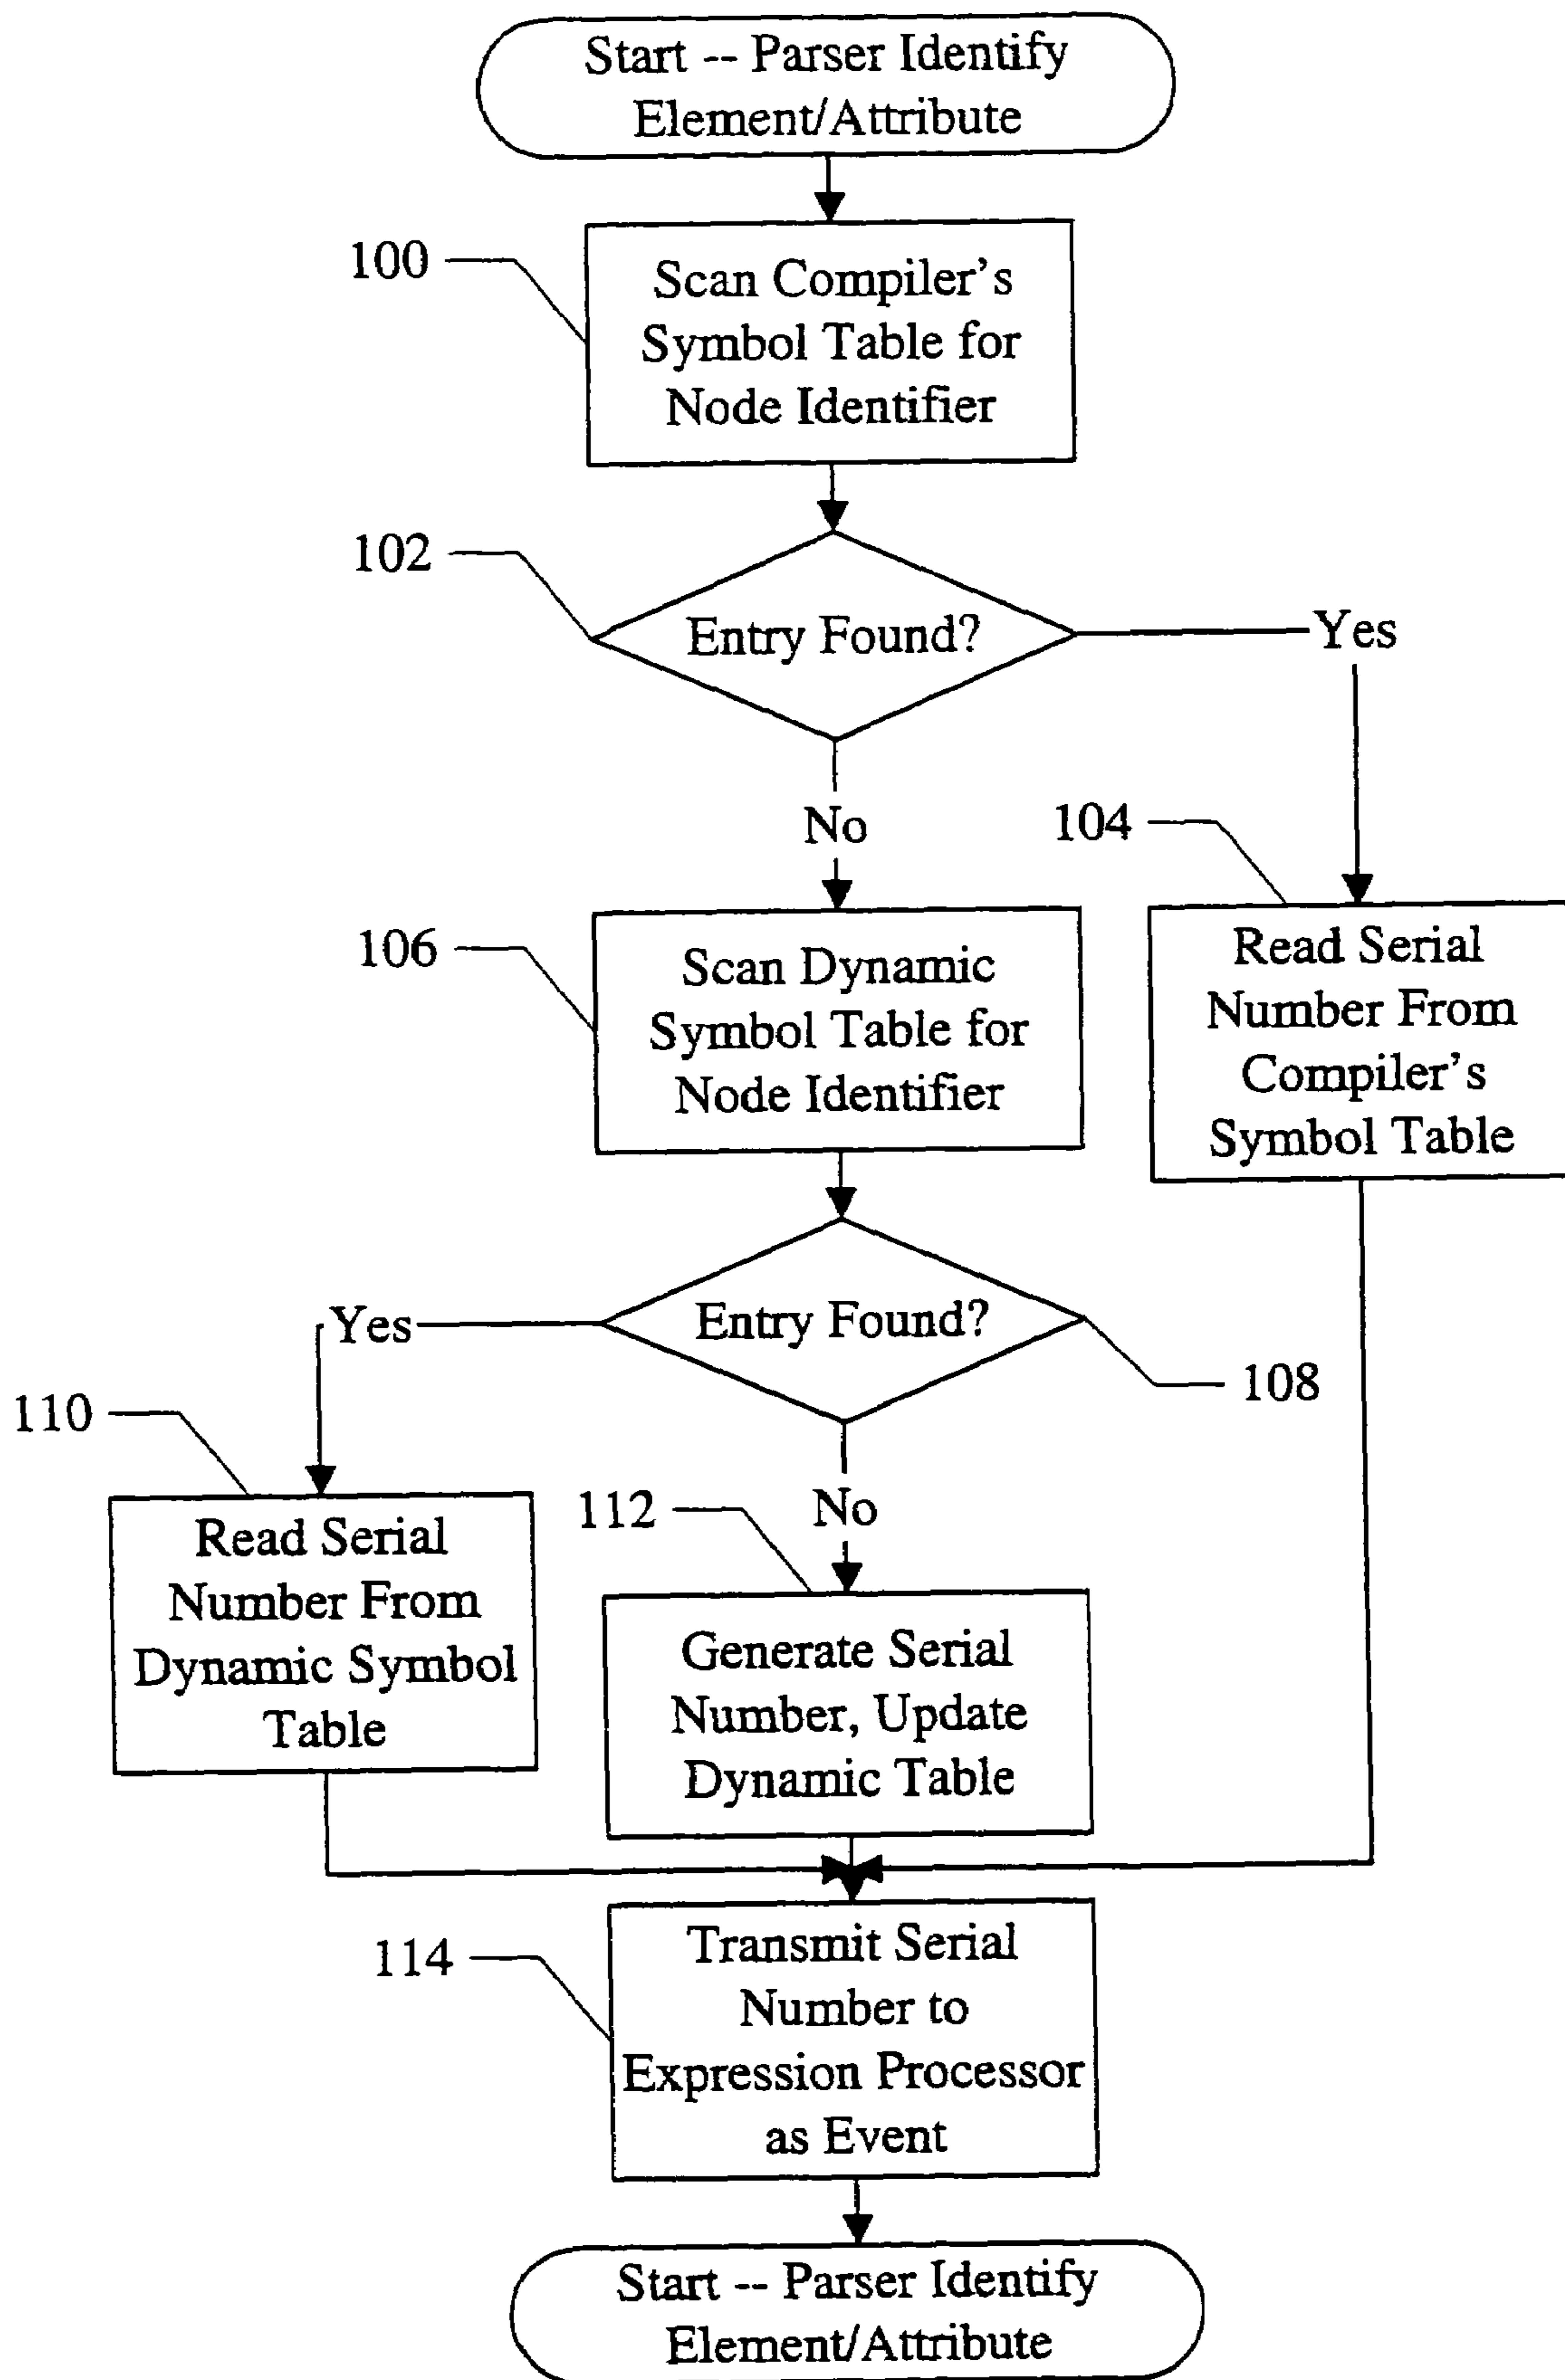 Start -- Parser Identify
Element/Attribute
100
Scan Compiler's
Symbol Table for
Node Identifier
102
Entry Found?
Yes
No
104
106
Scan Dynamic
Symbol Table for
Node Identifier
Read Serial
Number From
Compiler's
Symbol Table
Yes
Entry Found?
108
110
112
No
Read Serial
Number From
Dynamic Symbol
Table
Generate Serial
Number, Update
Dynamic Table
114
Transmit Serial
Number to
Expression Processor
as Event
Start -- Parser Identify
Element/Attribute